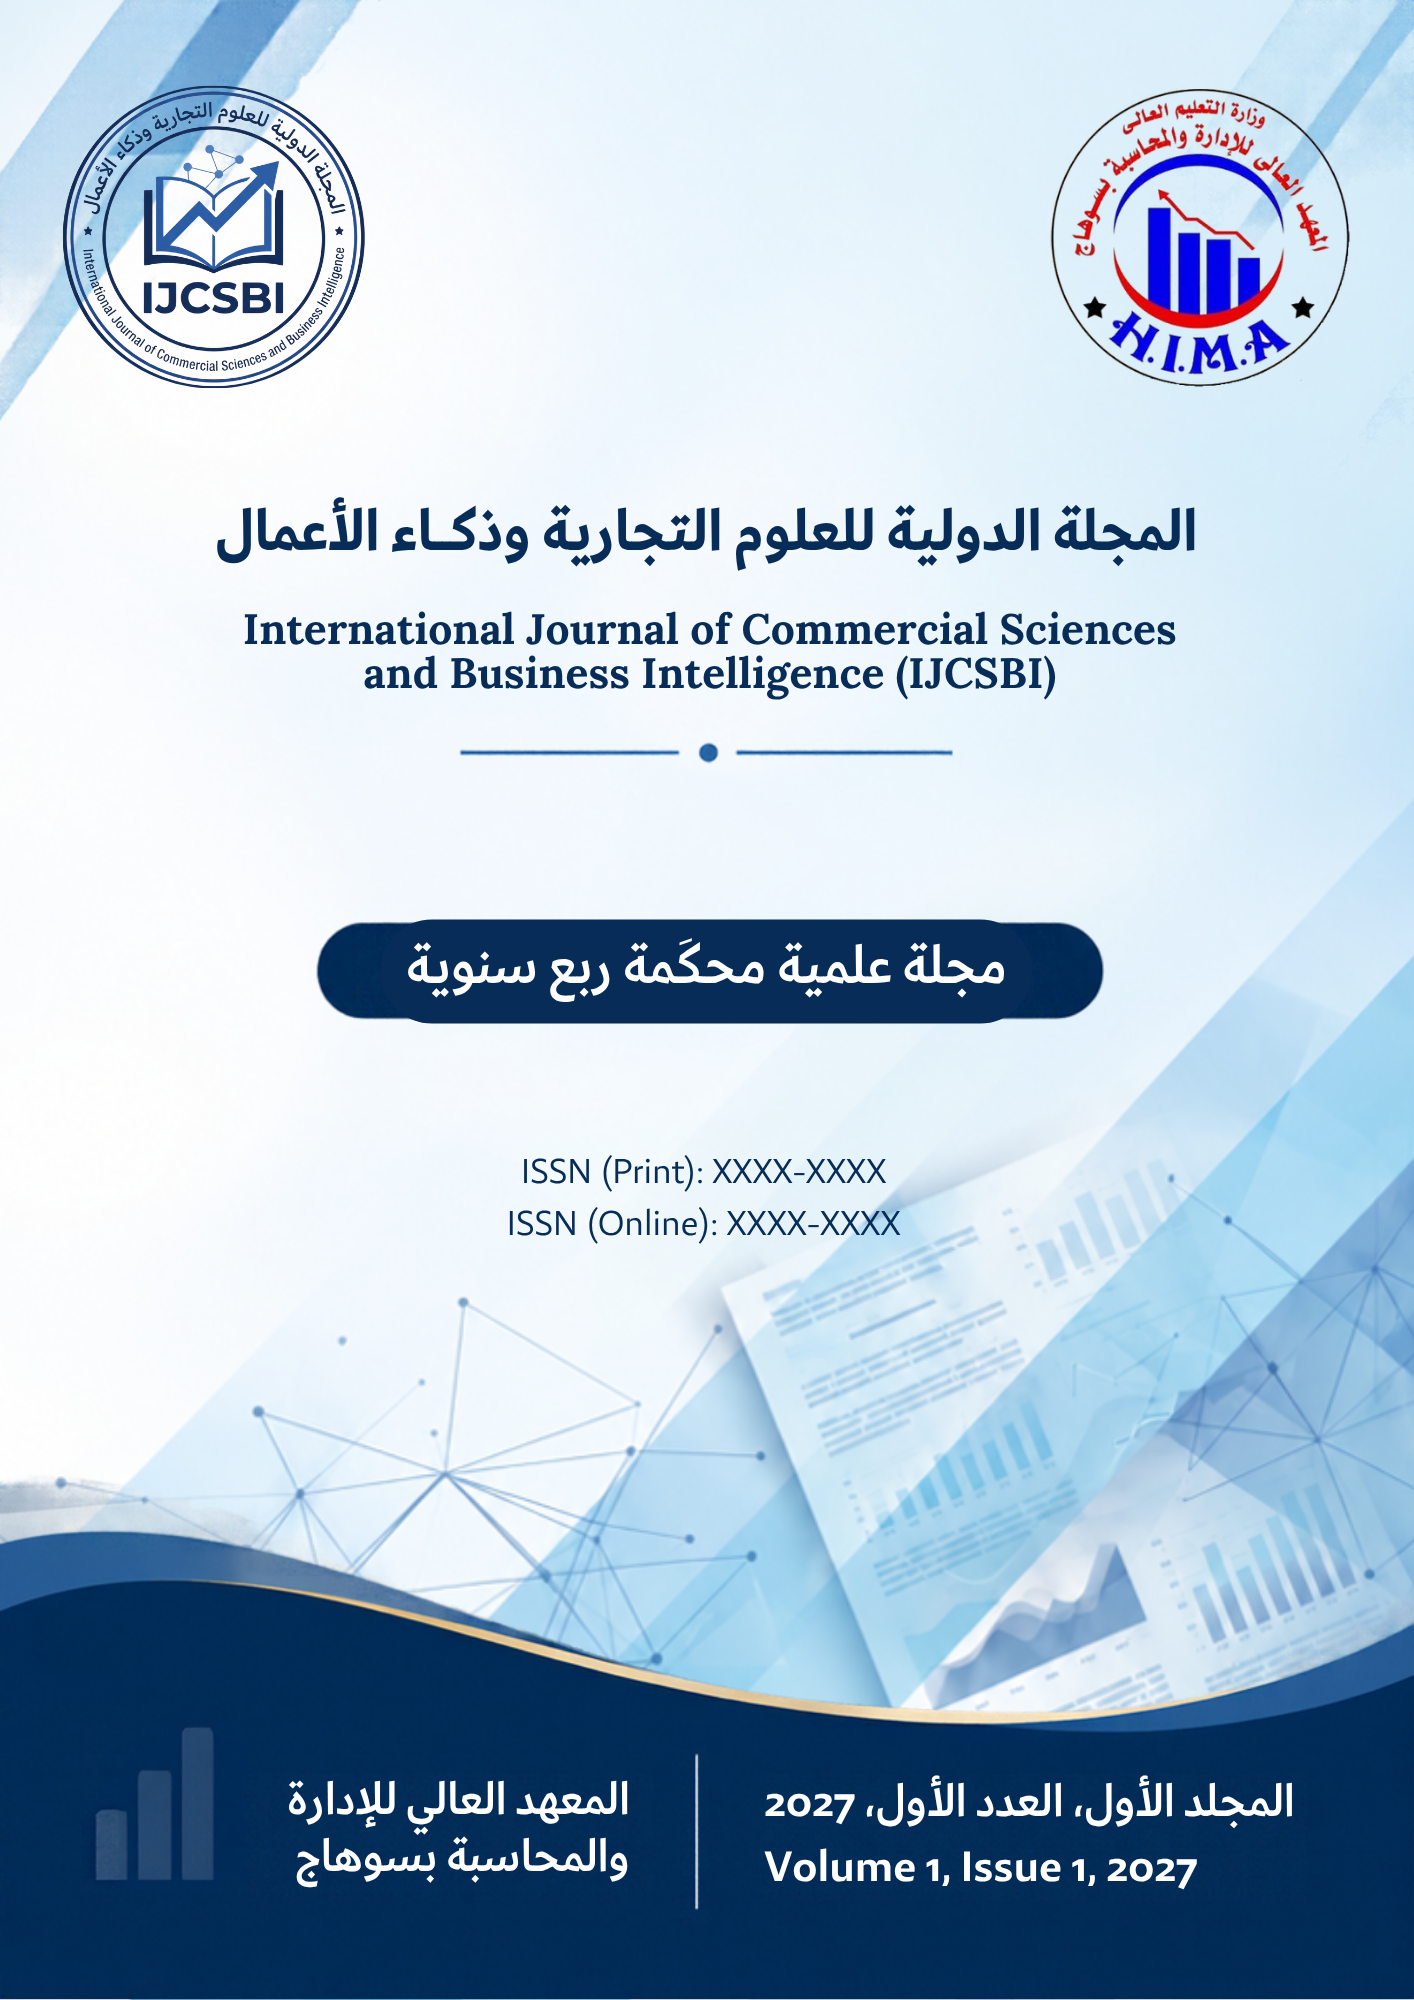 المجلة الدولية للعلوم التجارية وذكاء الأعمال
IJCSBI
International Journal of Commercial Sciences and Business Intelligence
وزارة التعليم العالى
المعهد العالى للإدارة والمحاسبة بسوهاج
H.I.M.A
المجلة الدولية للعلوم التجارية وذكـاء الأعمال
International Journal of Commercial Sciences
and Business Intelligence (IJCSBI)
مجلة علمية محكَمة ربع سنوية
ISSN (Print): XXXX-XXXX
ISSN (Online): XXXX-XXXX
المجلد الأول، العدد الأول، 2027
Volume 1, Issue 1, 2027
المعهد العالي للإدارة
والمحاسبة بسوهاج